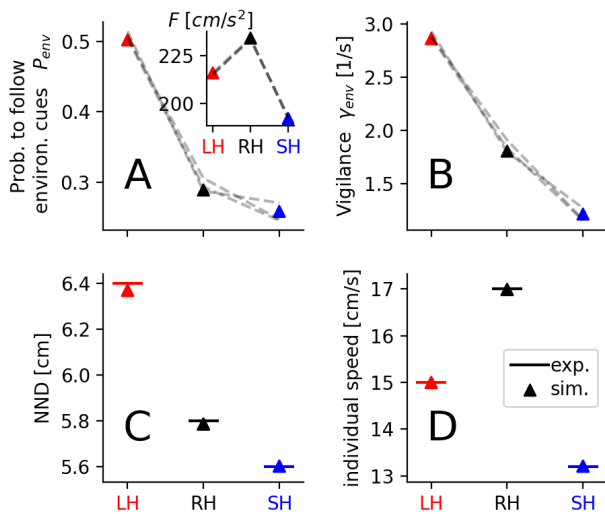 Prob. to follow
environ. cues P_env
0.5
0.4
0.3
A
F [cm/s²]
225
200
LH RH SH
Vigilance γ_env [1/s]
3.0
2.5
2.0
1.5
B
NND [cm]
6.4
6.2
6.0
5.8
5.6
C
LH RH SH
individual speed [cm/s]
17
16
15
14
13
D
exp.
sim.
LH RH SH